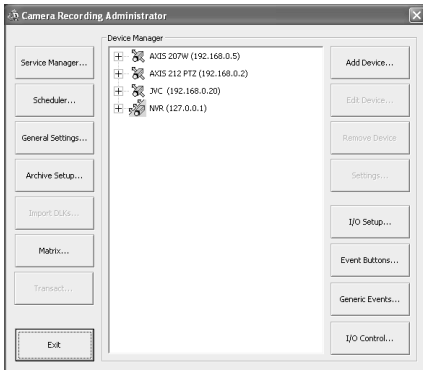 Camera Recording Administrator
Device Manager
Service Manager...
Scheduler...
General Settings...
Archive Setup...
Import DLKs...
Matrix...
Transact...
Exit
AXIS 207W (192.168.0.5)
AXIS 212 PTZ (192.168.0.2)
JVC (192.168.0.20)
NVR (127.0.0.1)
Add Device...
Edit Device...
Remove Device
Settings...
I/O Setup...
Event Buttons...
Generic Events...
I/O Control...